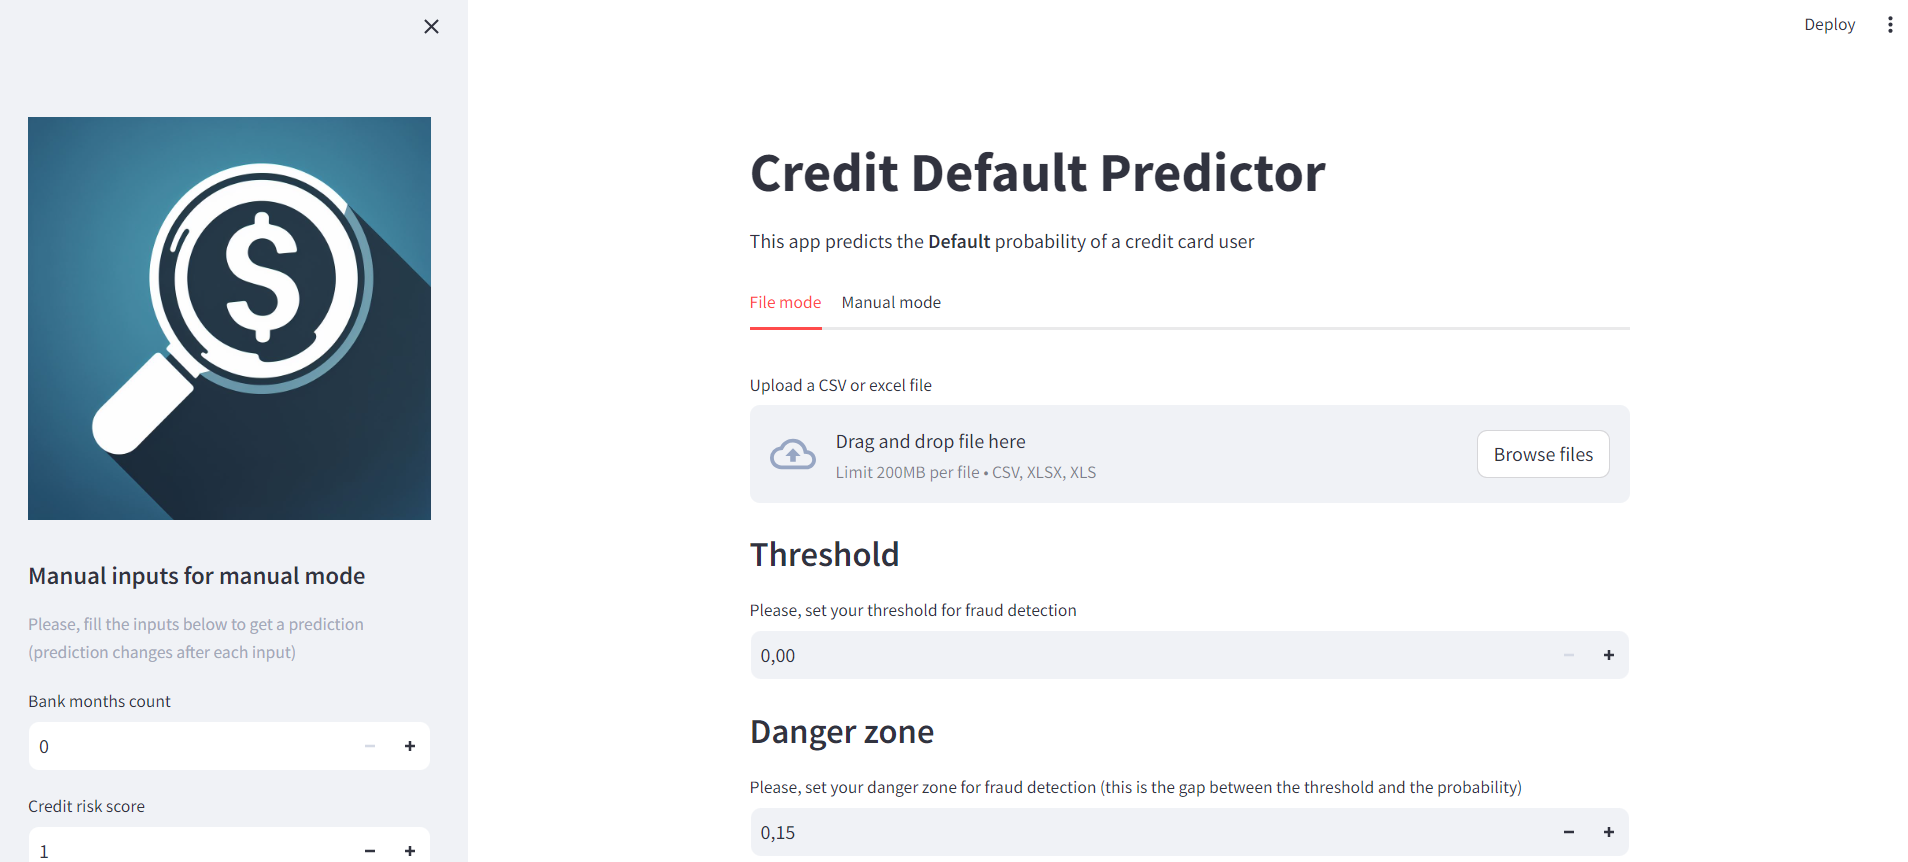 Deploy
Manual inputs for manual mode
Please, fill the inputs below to get a prediction
(prediction changes after each input)
Bank months count
0
Credit risk score
1
Credit Default Predictor
This app predicts the Default probability of a credit card user
File mode
Manual mode
Upload a CSV or excel file
Drag and drop file here
Limit 200MB per file • CSV, XLSX, XLS
Browse files
Threshold
Please, set your threshold for fraud detection
0,00
Danger zone
Please, set your danger zone for fraud detection (this is the gap between the threshold and the probability)
0,15